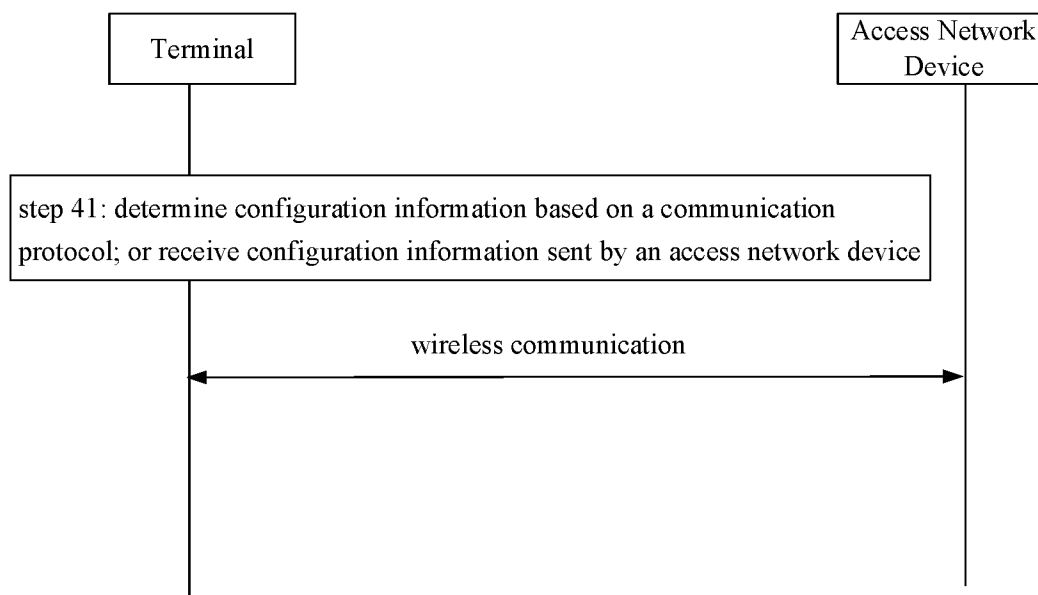 Terminal
Access Network
Device
step 41: determine configuration information based on a communication
protocol; or receive configuration information sent by an access network device
wireless communication